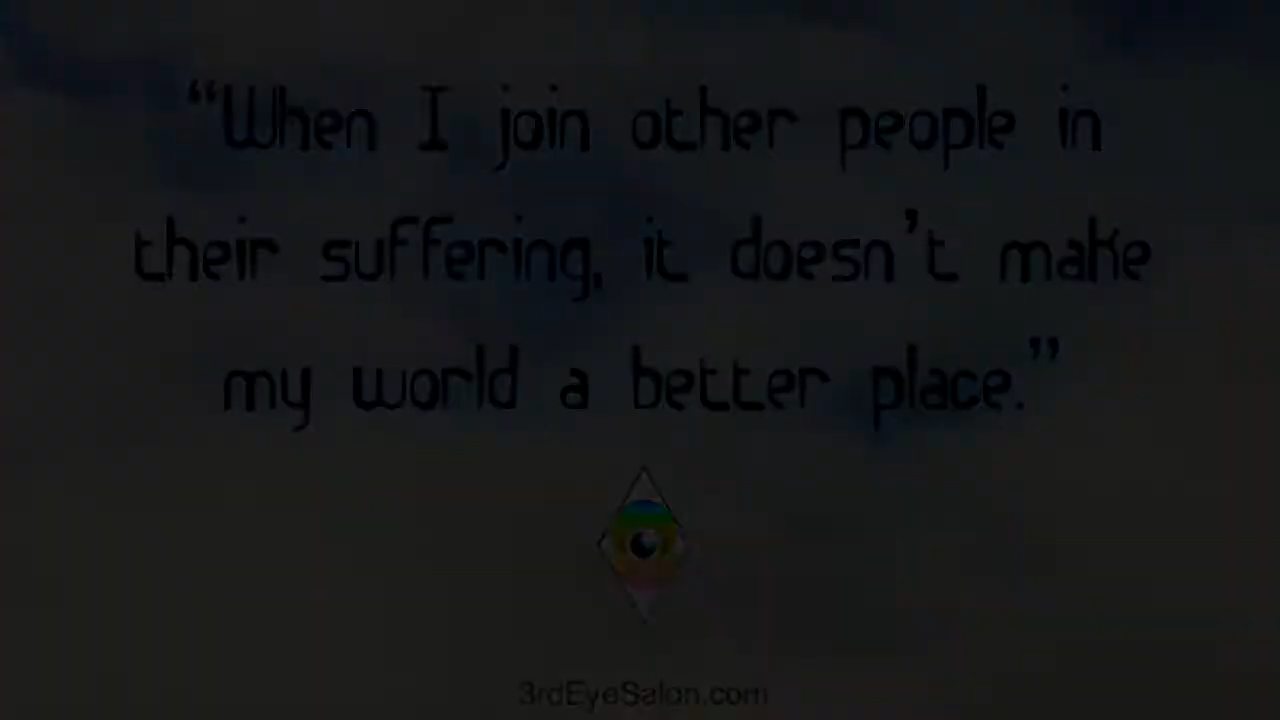 “When I join other people in
their suffering, it doesn’t make
my world a better place.”
3rdEyeSalon.com